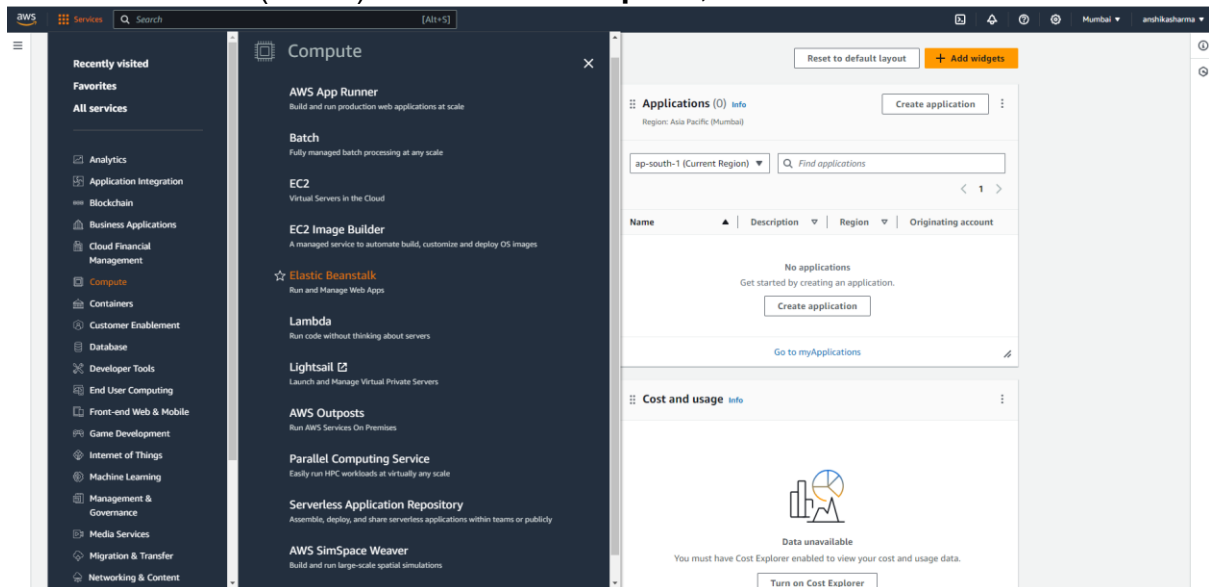 aws
Services
Search
[Alt+S]
Mumbai
anshikasharma
Recently visited
Favorites
All services
Analytics
Application Integration
Blockchain
Business Applications
Cloud Financial
Management
Compute
Containers
Customer Enablement
Database
Developer Tools
End User Computing
Front-end Web & Mobile
Game Development
Internet of Things
Machine Learning
Management &
Governance
Media Services
Migration & Transfer
Networking & Content
Compute
AWS App Runner
Build and run production web applications at scale
Batch
Fully managed batch processing at any scale
EC2
Virtual Servers in the Cloud
EC2 Image Builder
A managed service to automate build, customize and deploy OS images
Elastic Beanstalk
Run and Manage Web Apps
Lambda
Run code without thinking about servers
Lightsail
Launch and Manage Virtual Private Servers
AWS Outposts
Run AWS Services On Premises
Parallel Computing Service
Easily run HPC workloads at virtually any scale
Serverless Application Repository
Assemble, deploy, and share serverless applications within teams or publicly
AWS SimSpace Weaver
Build and run large-scale spatial simulations
Reset to default layout
+ Add widgets
Applications (0) Info
Create application
Region: Asia Pacific (Mumbai)
ap-south-1 (Current Region)
Find applications
1
Name
Description
Region
Originating account
No applications
Get started by creating an application.
Create application
Go to myApplications
Cost and usage Info
Data unavailable
You must have Cost Explorer enabled to view your cost and usage data.
Turn on Cost Explorer